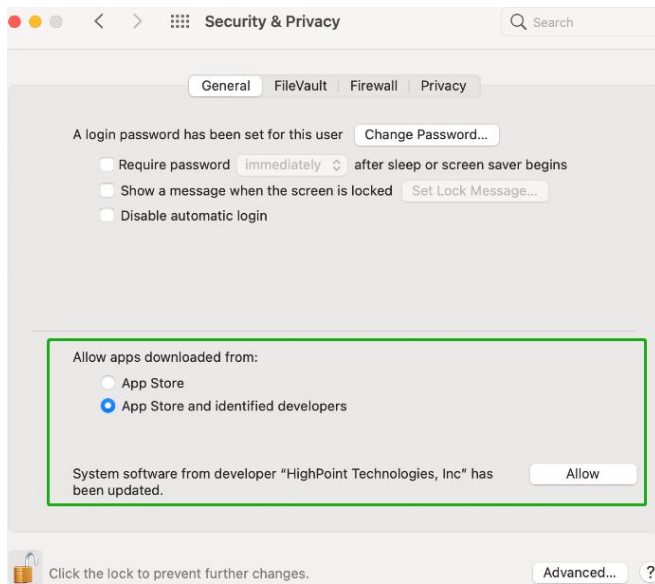 Security & Privacy
Search
General FileVault Firewall Privacy
A login password has been set for this user Change Password...
Require password immediately after sleep or screen saver begins
Show a message when the screen is locked Set Lock Message...
Disable automatic login
Allow apps downloaded from:
App Store
App Store and identified developers
System software from developer “HighPoint Technologies, Inc” has
been updated.
Allow
Click the lock to prevent further changes.
Advanced...
?